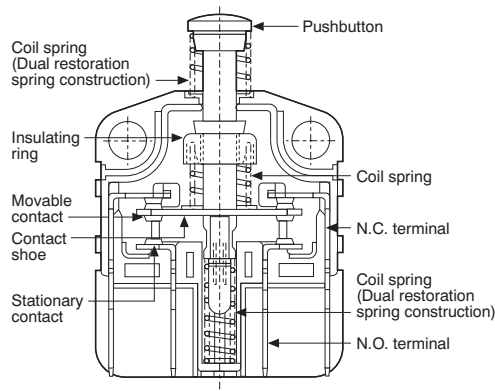 Pushbutton
Coil spring
(Dual restoration
spring construction)
Insulating
ring
Coil spring
Movable
contact
N.C. terminal
Contact
shoe
Coil spring
(Dual restoration
spring construction)
Stationary
contact
N.O. terminal